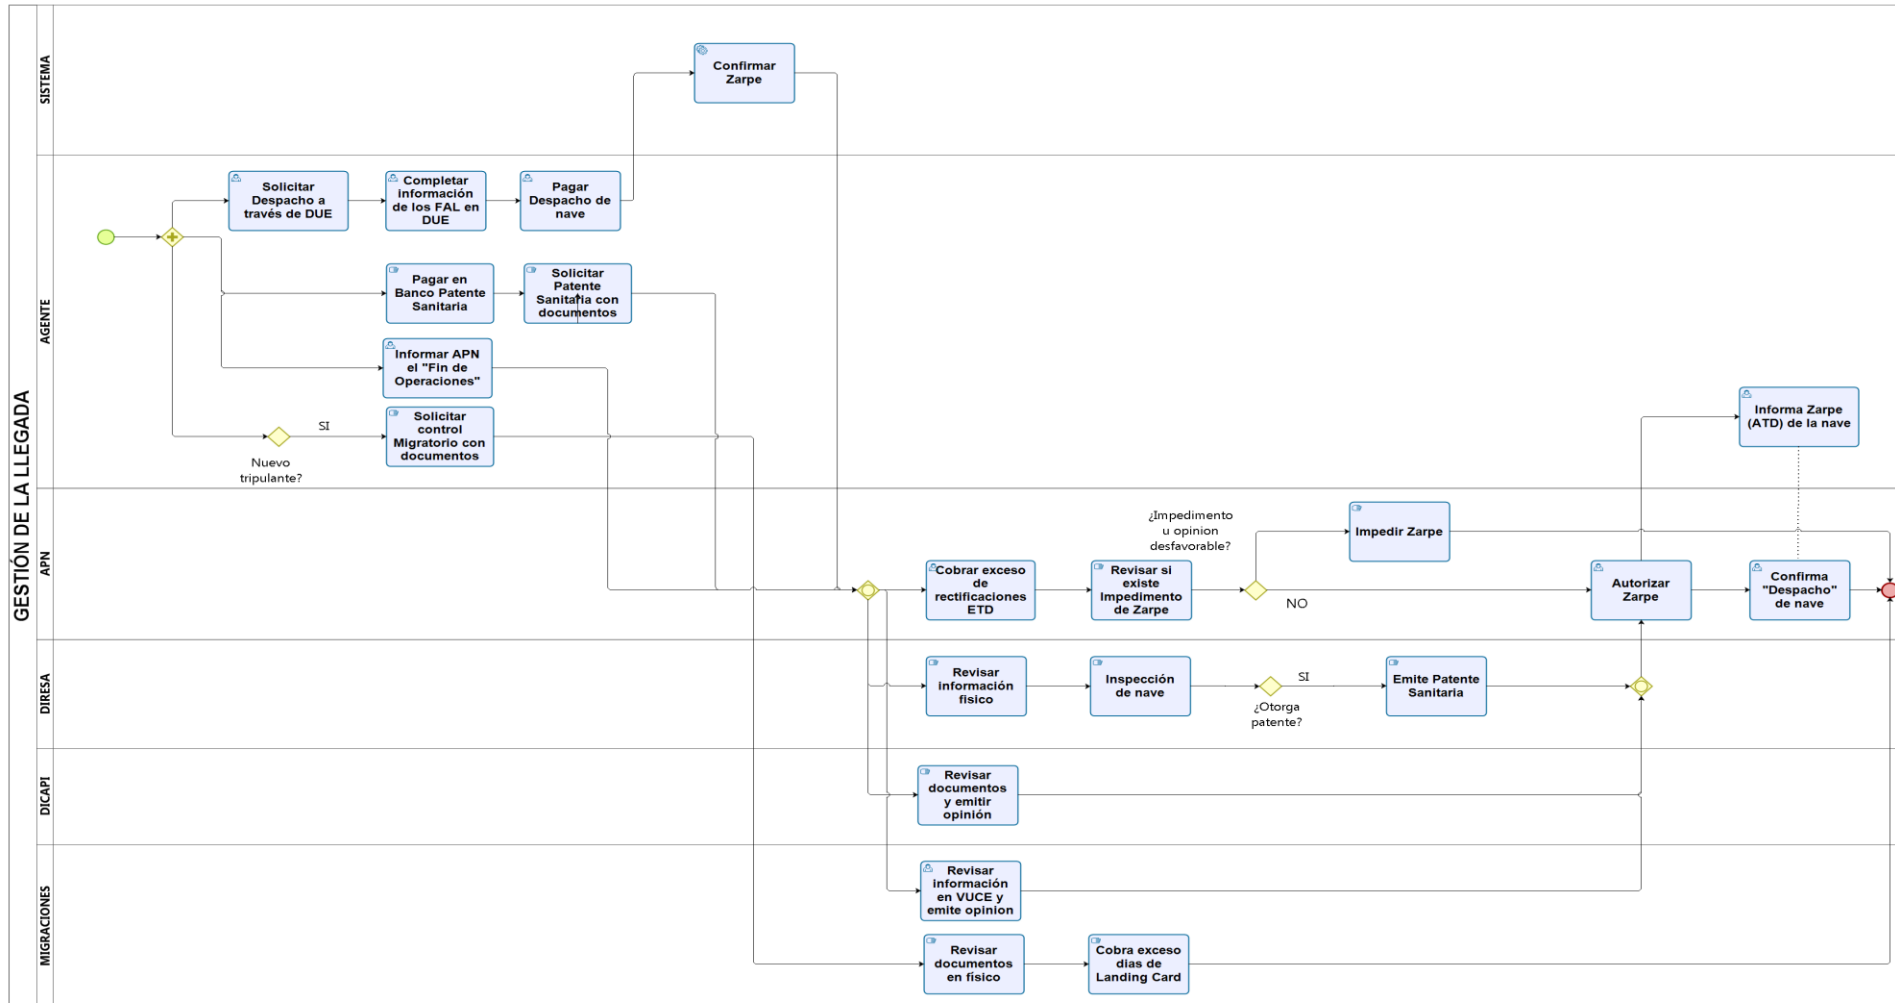 GESTIÓN DE LA LLEGADA
SISTEMA
Confirmar
Zarpe
AGENTE
Solicitar
Despacho a
través de DUE
Completar
información
de los FAL en
DUE
Pagar
Despacho de
nave
Pagar en
Banco Patente
Sanitaria
Solicitar
Patente
Sanitaria con
documentos
Informar APN
el "Fin de
Operaciones"
Nuevo
tripulante?
SI
Solicitar
control
Migratorio con
documentos
Informa Zarpe
(ATD) de la nave
APN
Cobrar exceso
de
rectificaciones
ETD
Revisar si
existe
Impedimento
de Zarpe
¿Impedimento
u opinion
desfavorable?
Impedir Zarpe
NO
Autorizar
Zarpe
Confirma
"Despacho"
de nave
DIRESA
Revisar
información
fisico
Inspección
de nave
¿Otorga
patente?
SI
Emite Patente
Sanitaria
DICAPI
Revisar
documentos
y emitir
opinión
MIGRACIONES
Revisar
información
en VUCE y
emite opinion
Revisar
documentos
en físico
Cobra exceso
dias de
Landing Card